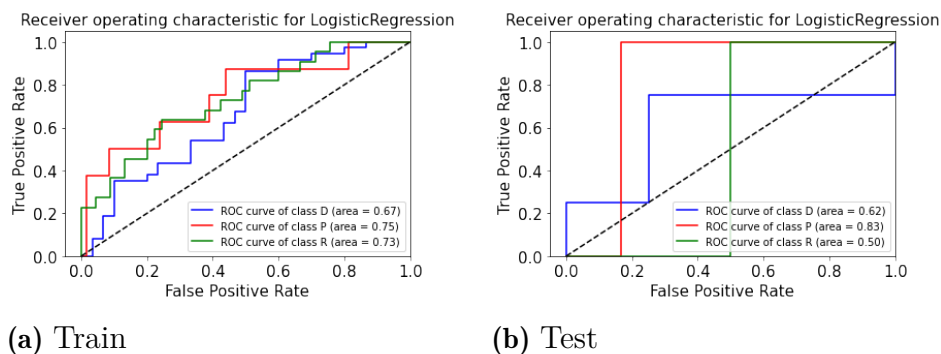 Receiver operating characteristic for LogisticRegression
1.0
0.8
0.6
0.4
0.2
0.0
True Positive Rate
ROC curve of class D (area = 0.67)
ROC curve of class P (area = 0.75)
ROC curve of class R (area = 0.73)
0.0 0.2 0.4 0.6 0.8 1.0
False Positive Rate
(a) Train
Receiver operating characteristic for LogisticRegression
1.0
0.8
0.6
0.4
0.2
0.0
True Positive Rate
ROC curve of class D (area = 0.62)
ROC curve of class P (area = 0.83)
ROC curve of class R (area = 0.50)
0.0 0.2 0.4 0.6 0.8 1.0
False Positive Rate
(b) Test